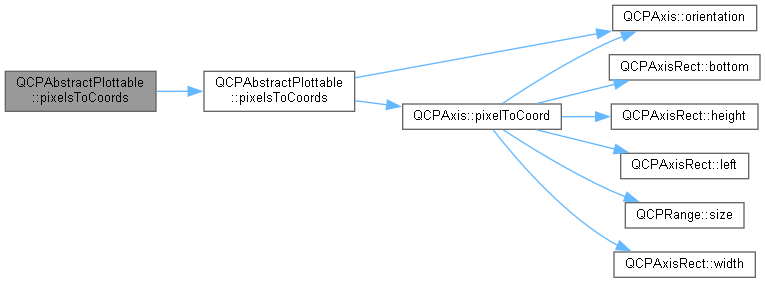 QCPAbstractPlottable
::pixelsToCoords
QCPAbstractPlottable
::pixelsToCoords
QCPAxis::orientation
QCPAxis::pixelToCoord
QCPAxisRect::bottom
QCPAxisRect::height
QCPAxisRect::left
QCPRange::size
QCPAxisRect::width